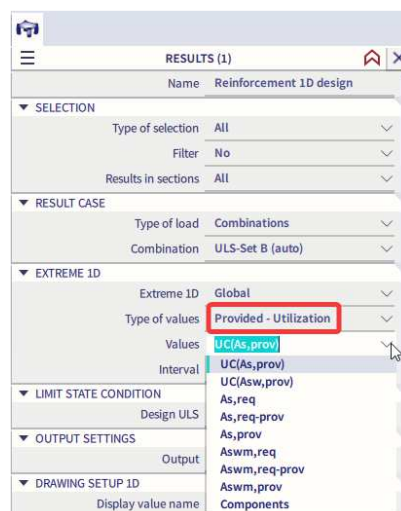 RESULTS (1)
Name Reinforcement 1D design
SELECTION
Type of selection All
Filter No
Results in sections All
RESULT CASE
Type of load Combinations
Combination ULS-Set B (auto)
EXTREME 1D
Extreme 1D Global
Type of values Provided - Utilization
Values UC(As,prov)
Interval UC(As,prov)
UC(Asw,prov)
LIMIT STATE CONDITION As,req
Design ULS As,req-prov
OUTPUT SETTINGS As,prov
Output Aswm,req
Aswm,req-prov
DRAWING SETUP 1D Aswm,prov
Display value name Components